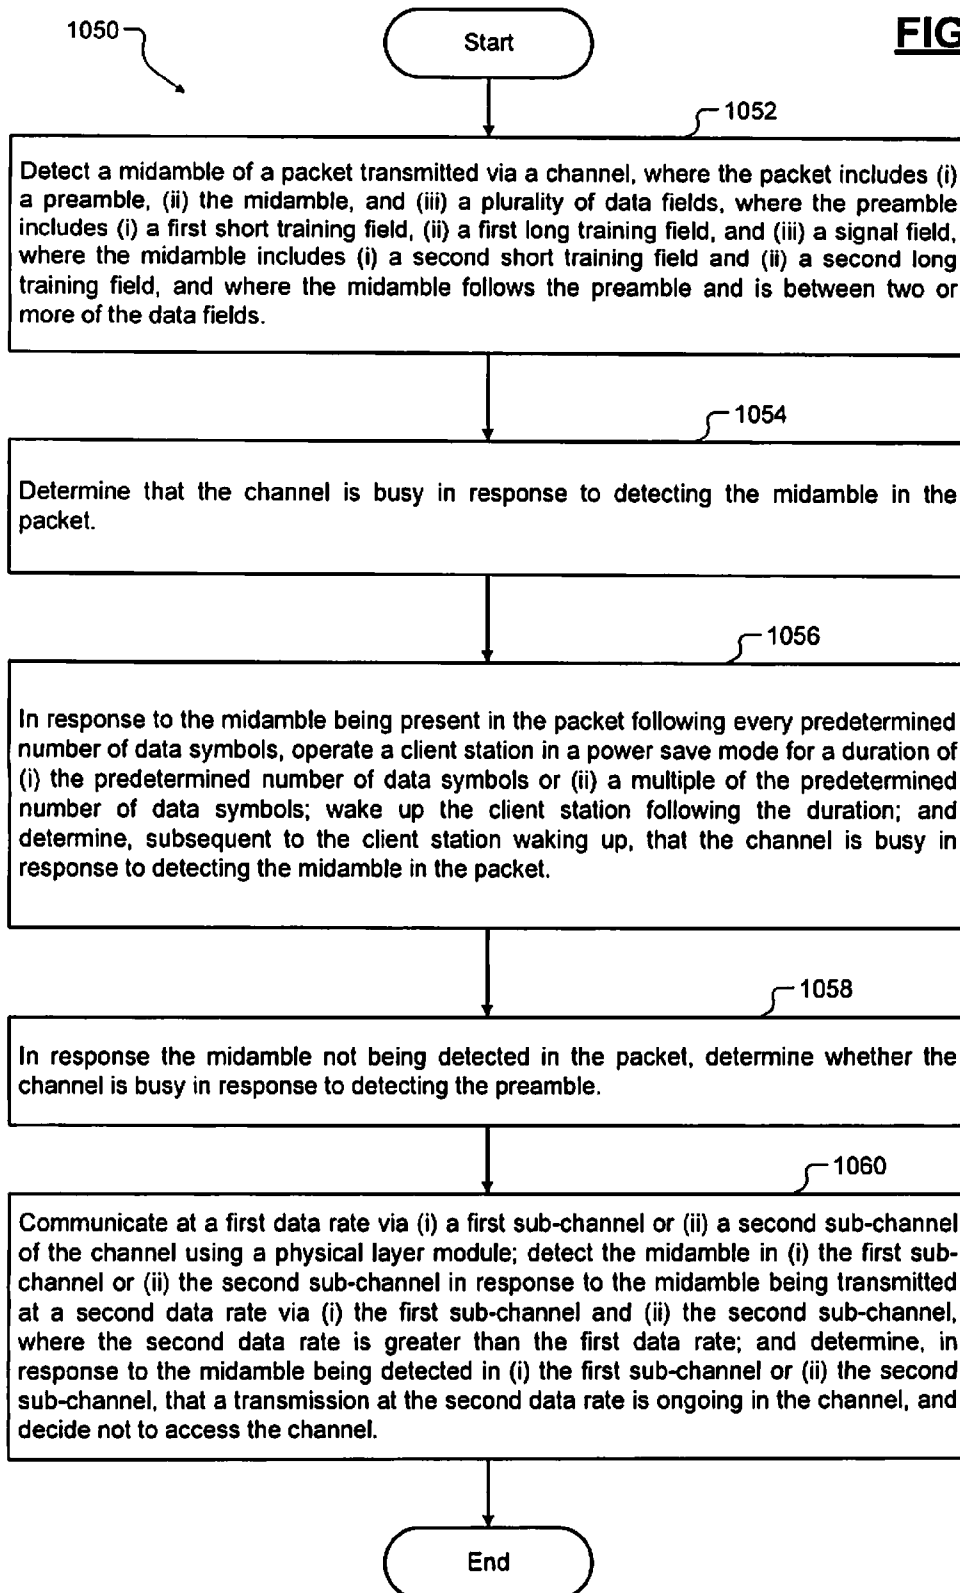 1050
Start
FIG
1052
Detect a midamble of a packet transmitted via a channel, where the packet includes (i)
a preamble, (ii) the midamble, and (iii) a plurality of data fields, where the preamble
includes (i) a first short training field, (ii) a first long training field, and (iii) a signal field,
where the midamble includes (i) a second short training field and (ii) a second long
training field, and where the midamble follows the preamble and is between two or
more of the data fields.
1054
Determine that the channel is busy in response to detecting the midamble in the
packet.
1056
In response to the midamble being present in the packet following every predetermined
number of data symbols, operate a client station in a power save mode for a duration of
(i) the predetermined number of data symbols or (ii) a multiple of the predetermined
number of data symbols; wake up the client station following the duration; and
determine, subsequent to the client station waking up, that the channel is busy in
response to detecting the midamble in the packet.
1058
In response the midamble not being detected in the packet, determine whether the
channel is busy in response to detecting the preamble.
1060
Communicate at a first data rate via (i) a first sub-channel or (ii) a second sub-channel
of the channel using a physical layer module; detect the midamble in (i) the first sub-
channel or (ii) the second sub-channel in response to the midamble being transmitted
at a second data rate via (i) the first sub-channel and (ii) the second sub-channel,
where the second data rate is greater than the first data rate; and determine, in
response to the midamble being detected in (i) the first sub-channel or (ii) the second
sub-channel, that a transmission at the second data rate is ongoing in the channel, and
decide not to access the channel.
End